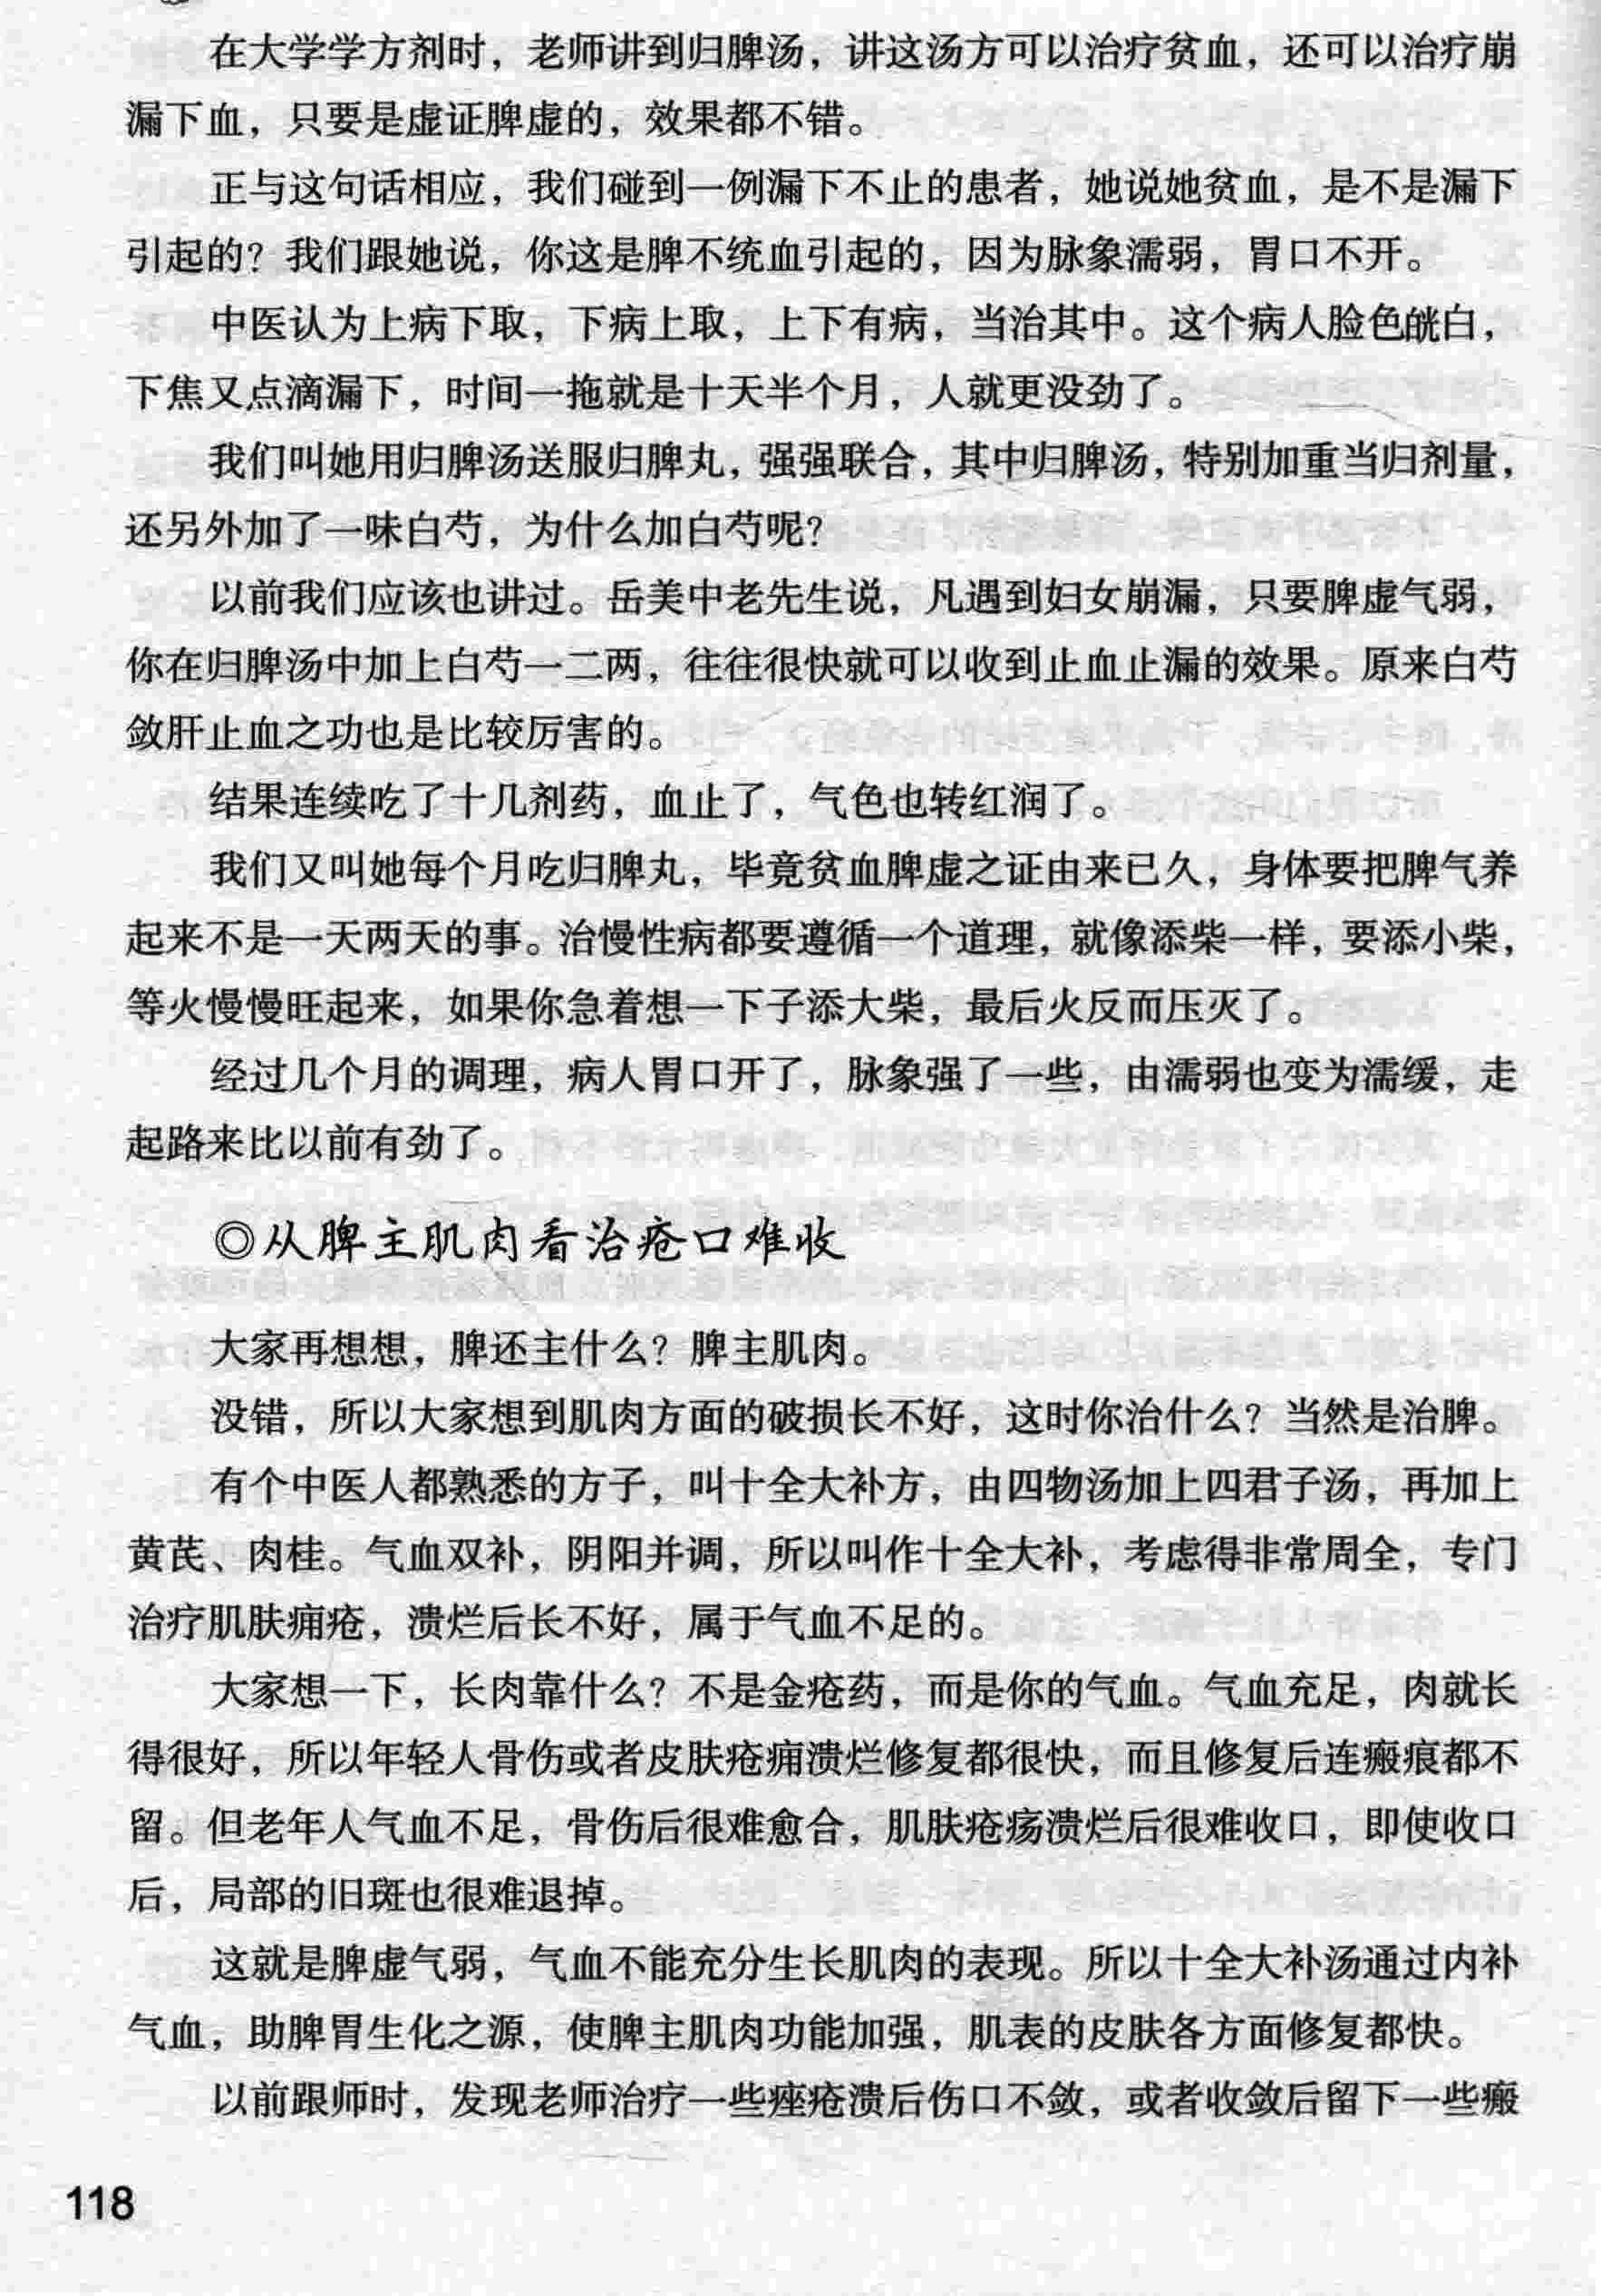 在大学学方剂时，老师讲到归脾汤，讲这汤方可以治疗贫血，还可以治疗崩
漏下血，只要是虚证脾虚的，效果都不错。
正与这句话相应，我们碰到一例漏下不止的患者，她说她贫血，是不是漏下
引起的？我们跟她说，你这是脾不统血引起的，因为脉象濡弱，胃口不开。
中医认为上病下取，下病上取，上下有病，当治其中。这个病人脸色㿠白，
下焦又点滴漏下，时间一拖就是十天半个月，人就更没劲了。
我们叫她用归脾汤送服归脾丸，强强联合，其中归脾汤，特别加重当归剂量，
还另外加了一味白芍，为什么加白芍呢？
以前我们应该也讲过。岳美中老先生说，凡遇到妇女崩漏，只要脾虚气弱，
你在归脾汤中加上白芍一二两，往往很快就可以收到止血止漏的效果。原来白芍
敛肝止血之功也是比较厉害的。
结果连续吃了十几剂药，血止了，气色也转红润了。
我们又叫她每个月吃归脾丸，毕竟贫血脾虚之证由来已久，身体要把脾气养
起来不是一天两天的事。治慢性病都要遵循一个道理，就像添柴一样，要添小柴，
等火慢慢旺起来，如果你急着想一下子添大柴，最后火反而压灭了。
经过几个月的调理，病人胃口开了，脉象强了一些，由濡弱也变为濡缓，走
起路来比以前有劲了。
◎从脾主肌肉看治疮口难收
大家再想想，脾还主什么？脾主肌肉。
没错，所以大家想到肌肉方面的破损长不好，这时你治什么？当然是治脾。
有个中医人都熟悉的方子，叫十全大补方，由四物汤加上四君子汤，再加上
黄芪、肉桂。气血双补，阴阳并调，所以叫作十全大补，考虑得非常周全，专门
治疗肌肤痈疮，溃烂后长不好，属于气血不足的。
大家想一下，长肉靠什么？不是金疮药，而是你的气血。气血充足，肉就长
得很好，所以年轻人骨伤或者皮肤疮痈溃烂修复都很快，而且修复后连瘢痕都不
留。但老年人气血不足，骨伤后很难愈合，肌肤疮疡溃烂后很难收口，即使收口
后，局部的旧斑也很难退掉。
这就是脾虚气弱，气血不能充分生长肌肉的表现。所以十全大补汤通过内补
气血，助脾胃生化之源，使脾主肌肉功能加强，肌表的皮肤各方面修复都快。
以前跟师时，发现老师治疗一些痤疮溃后伤口不敛，或者收敛后留下一些瘢
118